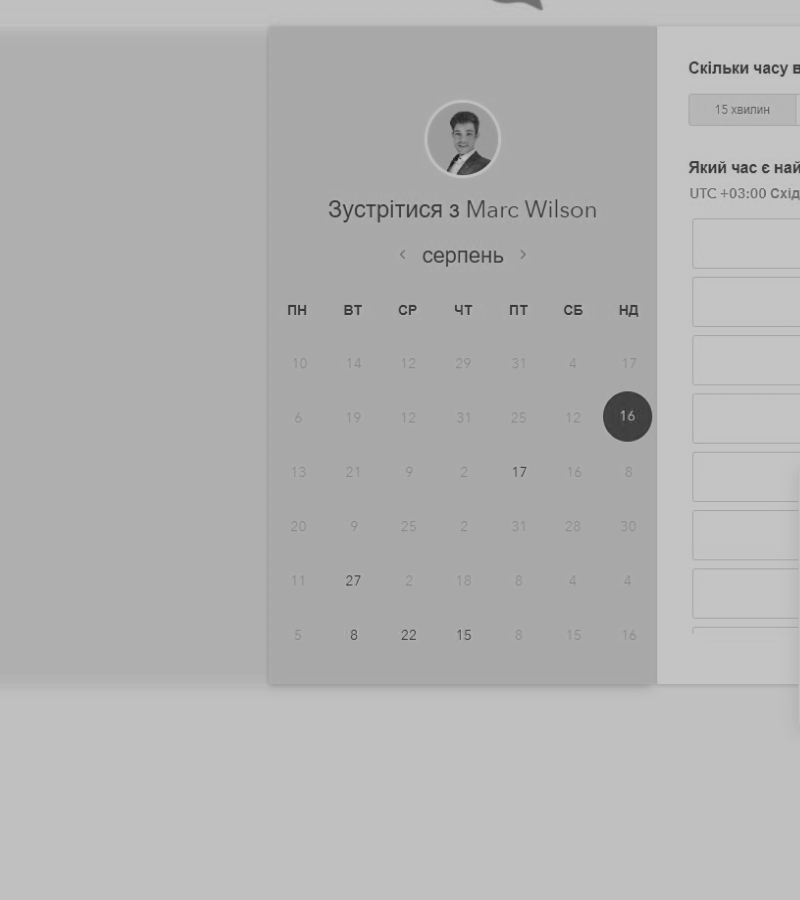 Скільки часу в
15 хвилин
Зустрітися з Marc Wilson
серпень
ПН ВТ СР ЧТ ПТ СБ НД
10 14 12 29 31 4 17
6 19 12 31 25 12 16
13 21 9 2 17 16 8
20 9 25 2 31 28 30
11 27 2 18 8 4 4
5 8 22 15 8 15 16
Який час є най
UTC +03:00 Схід